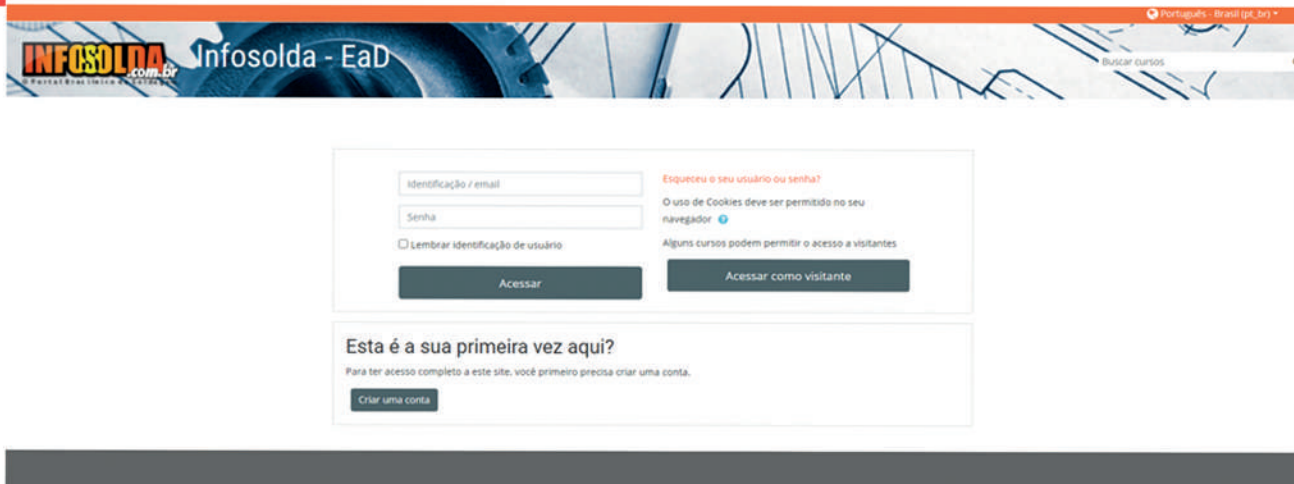 Português - Brasil (pt_br)
INFOSOLDA
.com.br
Infosolda - EaD
Buscar cursos
Identificação / email
Senha
Lembrar identificação de usuário
Acessar
Esqueceu o seu usuário ou senha?
O uso de Cookies deve ser permitido no seu
navegador
Alguns cursos podem permitir o acesso a visitantes
Acessar como visitante
Esta é a sua primeira vez aqui?
Para ter acesso completo a este site, você primeiro precisa criar uma conta.
Criar uma conta